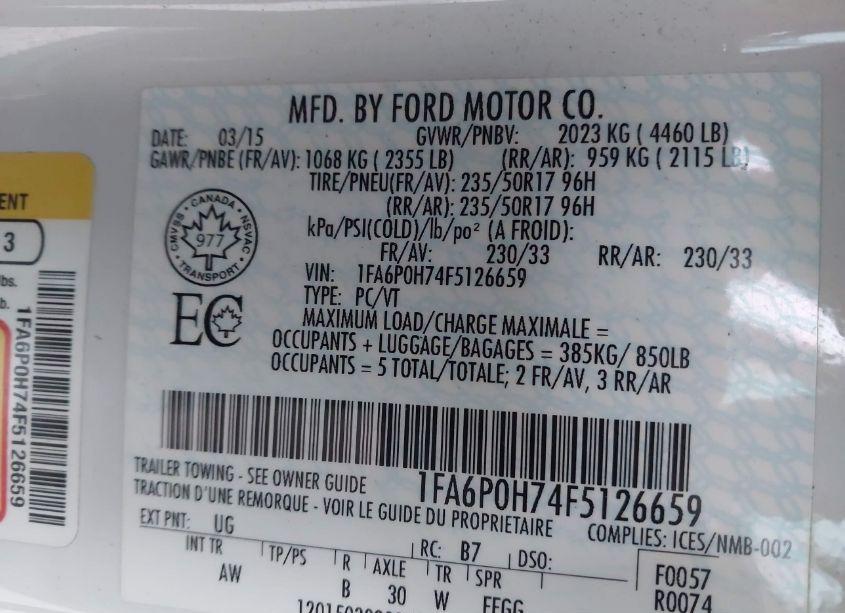 MFD. BY FORD MOTOR CO.
DATE: 03/15 GVWR/PNBV: 2023 KG ( 4460 LB)
GAWR/PNBE (FR/AV): 1068 KG ( 2355 LB) (RR/AR): 959 KG ( 2115 LB)
TIRE/PNEU(FR/AV): 235/50R17 96H
(RR/AR): 235/50R17 96H
kPa/PSI(COLD)/lb/po² (A FROID):
FR/AV: 230/33 RR/AR: 230/33
VIN: 1FA6P0H74F5126659
TYPE: PC/VT
MAXIMUM LOAD/CHARGE MAXIMALE =
OCCUPANTS + LUGGAGE/BAGAGES = 385KG/ 850LB
OCCUPANTS = 5 TOTAL/TOTALE; 2 FR/AV, 3 RR/AR
CMVSS • CANADA • NSVAC
977
TRANSPORT
EC
TRAILER TOWING - SEE OWNER GUIDE
1FA6P0H74F5126659
TRACTION D'UNE REMORQUE - VOIR LE GUIDE DU PROPRIETAIRE
COMPLIES: ICES/NMB-002
EXT PNT: UG RC: B7 DSO:
INT TR TP/PS R AXLE TR SPR F0057
AW B 30 W FFGG R0074
ENT
3
lbs.
b.
1FA6P0H74F5126659